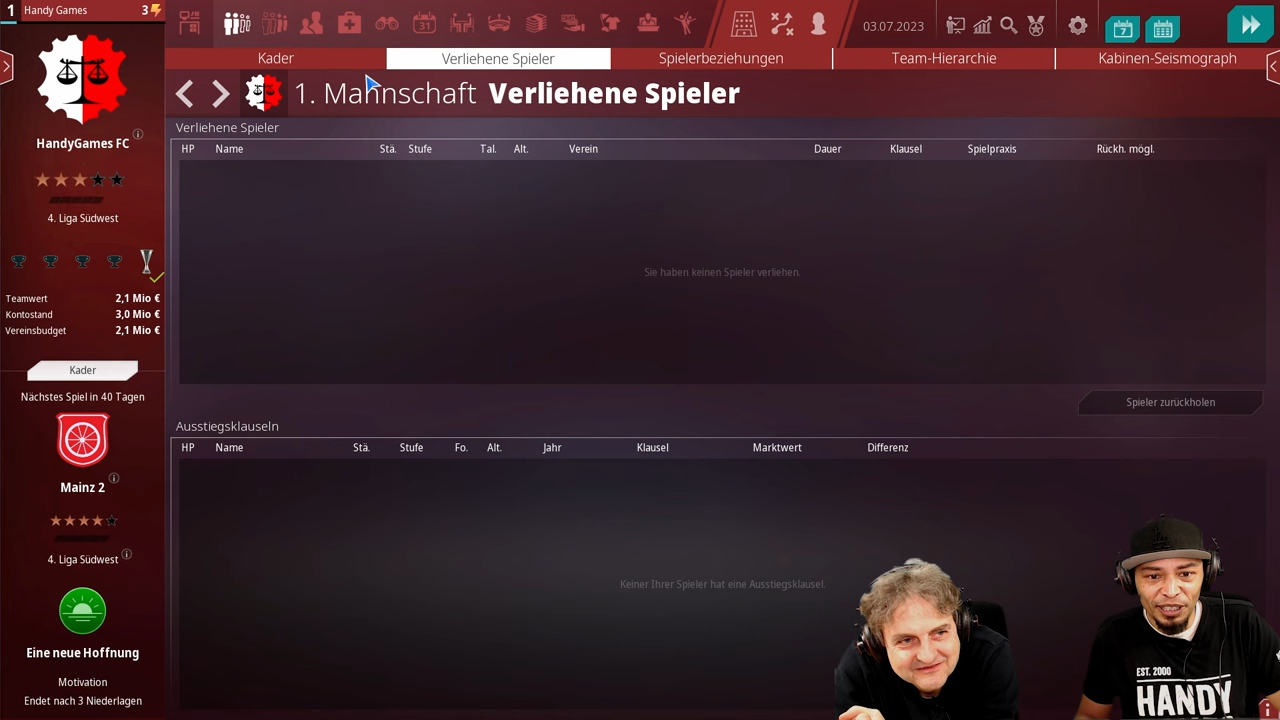 1 Handy Games 3
31
03.07.2023
7
Kader
Verliehene Spieler
Spielerbeziehungen
Team-Hierarchie
Kabinen-Seismograph
1. Mannschaft Verliehene Spieler
HandyGames FC
4. Liga Südwest
Teamwert 2,1 Mio €
Kontostand 3,0 Mio €
Vereinsbudget 2,1 Mio €
Kader
Nächstes Spiel in 40 Tagen
Mainz 2
4. Liga Südwest
Eine neue Hoffnung
Motivation
Endet nach 3 Niederlagen
Verliehene Spieler
HP Name Stä. Stufe Tal. Alt. Verein Dauer Klausel Spielpraxis Rückh. mögl.
Sie haben keinen Spieler verliehen.
Spieler zurückholen
Ausstiegsklauseln
HP Name Stä. Stufe Fo. Alt. Jahr Klausel Marktwert Differenz
Keiner Ihrer Spieler hat eine Ausstiegsklausel.
EST. 2000
HANDY